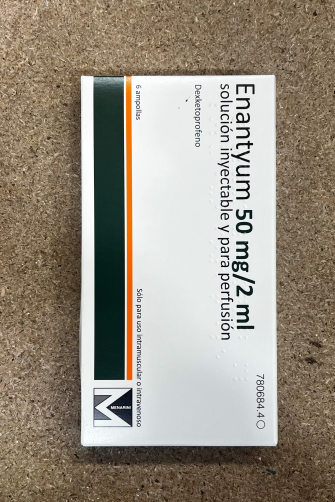 780684.4
Enantyum 50 mg/2 ml
solución inyectable y para perfusión
Dexketoprofeno
6 ampollas
Sólo para uso intramuscular o intravenoso
MENARINI